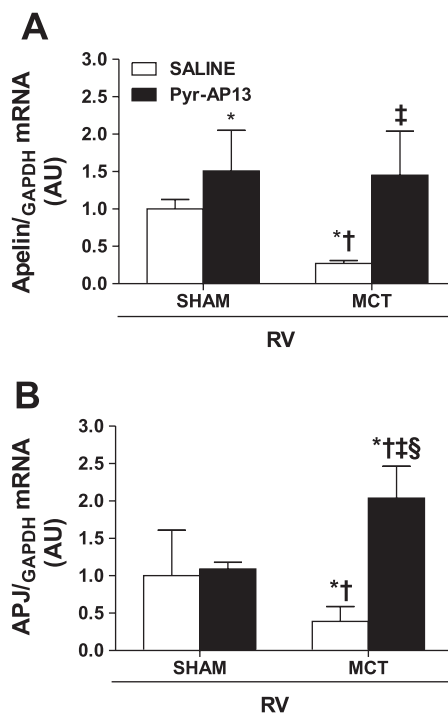 A
Apelin/GAPDH mRNA
(AU)
3.0
2.5
2.0
1.5
1.0
0.5
0.0
SALINE
Pyr-AP13
*
*†
‡
SHAM MCT
RV
B
APJ/GAPDH mRNA
(AU)
3.0
2.5
2.0
1.5
1.0
0.5
0.0
*†
*†‡§
SHAM MCT
RV